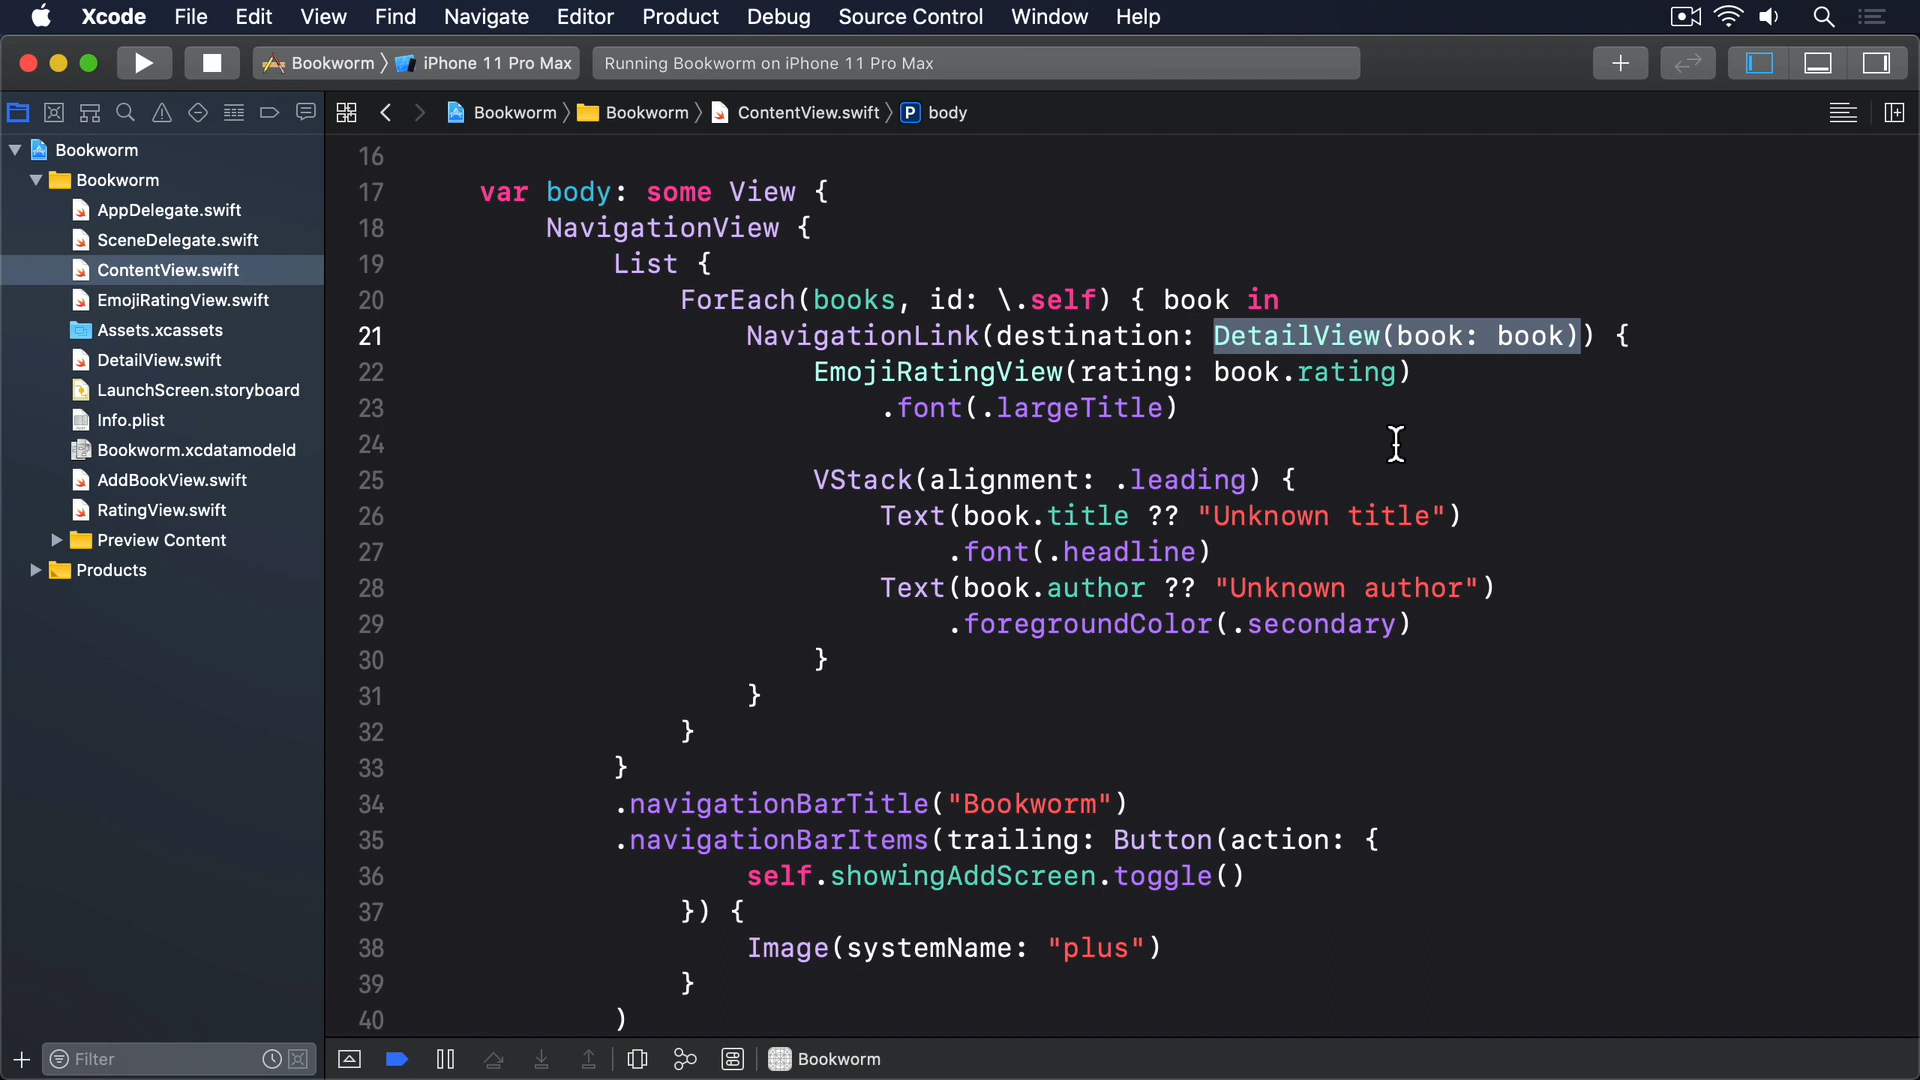 Xcode File Edit View Find Navigate Editor Product Debug Source Control Window Help
Bookworm iPhone 11 Pro Max Running Bookworm on iPhone 11 Pro Max
Bookworm Bookworm ContentView.swift P body
Bookworm
Bookworm
AppDelegate.swift
SceneDelegate.swift
ContentView.swift
EmojiRatingView.swift
Assets.xcassets
DetailView.swift
LaunchScreen.storyboard
Info.plist
Bookworm.xcdatamodeld
AddBookView.swift
RatingView.swift
Preview Content
Products
16
17 var body: some View {
18 NavigationView {
19 List {
20 ForEach(books, id: \.self) { book in
21 NavigationLink(destination: DetailView(book: book)) {
22 EmojiRatingView(rating: book.rating)
23 .font(.largeTitle)
24
25 VStack(alignment: .leading) {
26 Text(book.title ?? "Unknown title")
27 .font(.headline)
28 Text(book.author ?? "Unknown author")
29 .foregroundColor(.secondary)
30 }
31 }
32 }
33 }
34 .navigationBarTitle("Bookworm")
35 .navigationBarItems(trailing: Button(action: {
36 self.showingAddScreen.toggle()
37 }) {
38 Image(systemName: "plus")
39 }
40 )
Filter
Bookworm